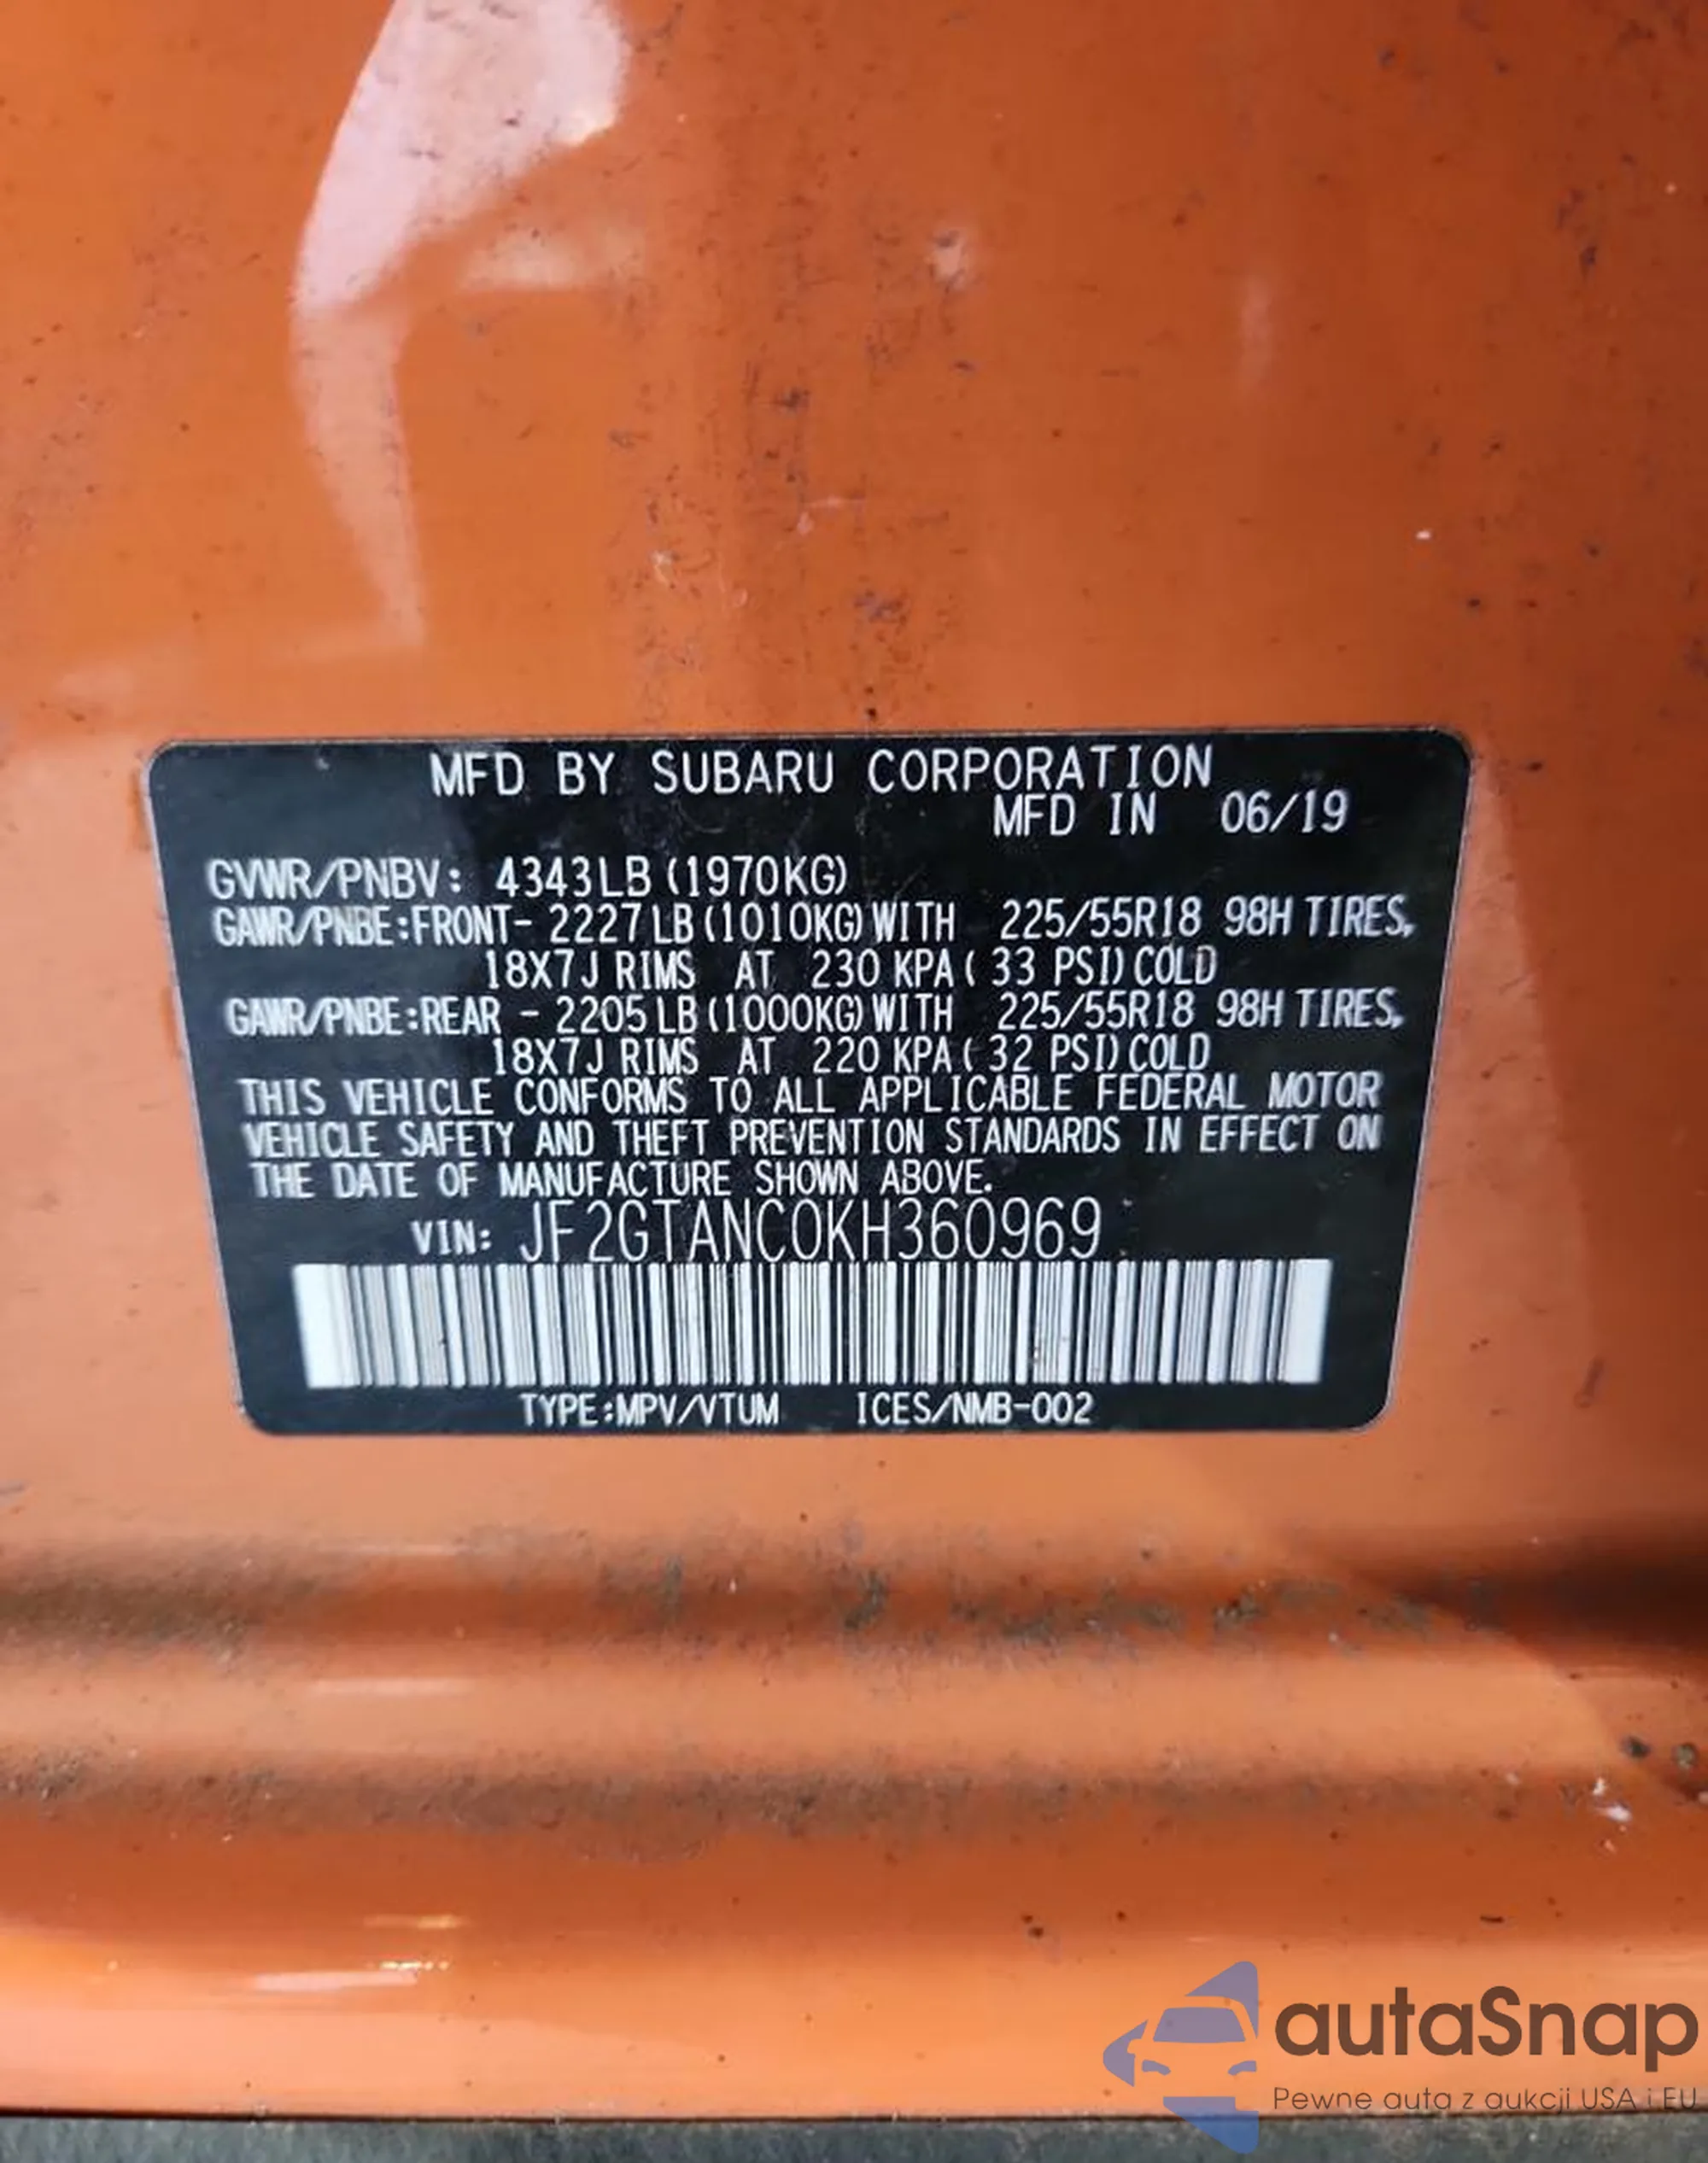 MFD BY SUBARU CORPORATION
MFD IN 06/19
GVWR/PNBV: 4343LB (1970KG)
GAWR/PNBE:FRONT- 2227LB (1010KG) WITH 225/55R18 98H TIRES,
18X7J RIMS AT 230 KPA ( 33 PSI) COLD
GAWR/PNBE:REAR - 2205LB (1000KG) WITH 225/55R18 98H TIRES,
18X7J RIMS AT 220 KPA ( 32 PSI) COLD
THIS VEHICLE CONFORMS TO ALL APPLICABLE FEDERAL MOTOR
VEHICLE SAFETY AND THEFT PREVENTION STANDARDS IN EFFECT ON
THE DATE OF MANUFACTURE SHOWN ABOVE.
VIN: JF2GTANC0KH360969
TYPE:MPV/VTUM ICES/NMB-002
autaSnap
Pewne auta z aukcji USA i EU